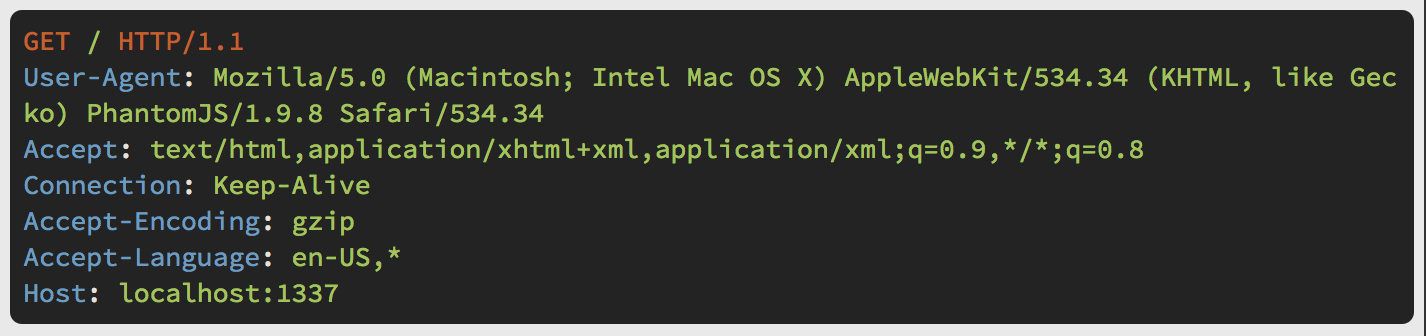 GET / HTTP/1.1
User-Agent: Mozilla/5.0 (Macintosh; Intel Mac OS X) AppleWebKit/534.34 (KHTML, like Gec
ko) PhantomJS/1.9.8 Safari/534.34
Accept: text/html,application/xhtml+xml,application/xml;q=0.9,*/*;q=0.8
Connection: Keep-Alive
Accept-Encoding: gzip
Accept-Language: en-US,*
Host: localhost:1337